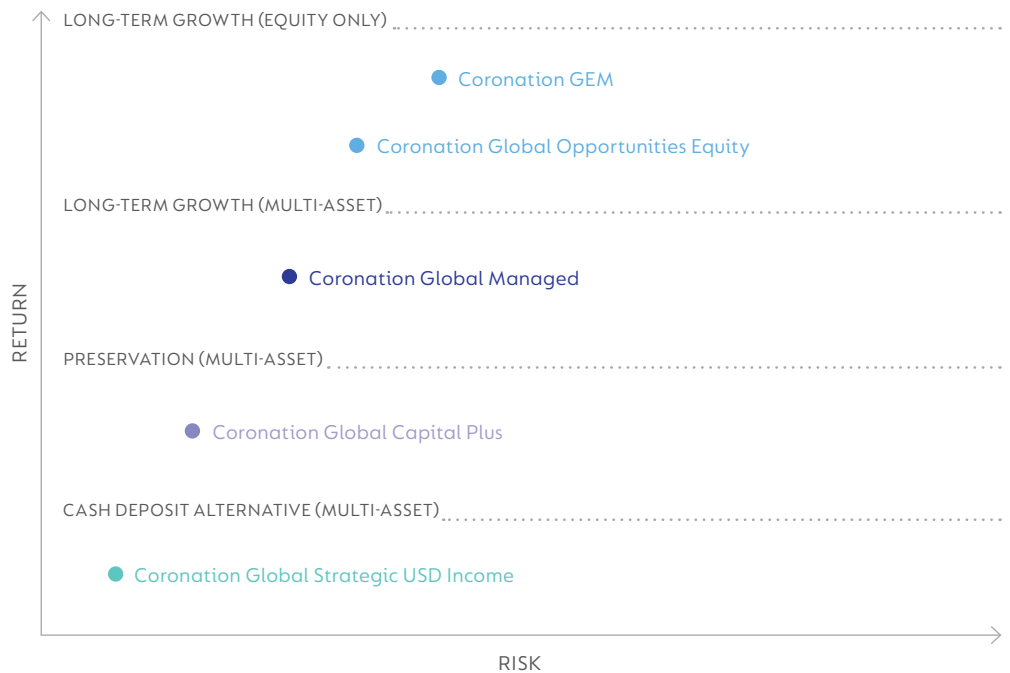 LONG-TERM GROWTH (EQUITY ONLY)
Coronation GEM
Coronation Global Opportunities Equity
LONG-TERM GROWTH (MULTI-ASSET)
Coronation Global Managed
RETURN
PRESERVATION (MULTI-ASSET)
Coronation Global Capital Plus
CASH DEPOSIT ALTERNATIVE (MULTI-ASSET)
Coronation Global Strategic USD Income
RISK